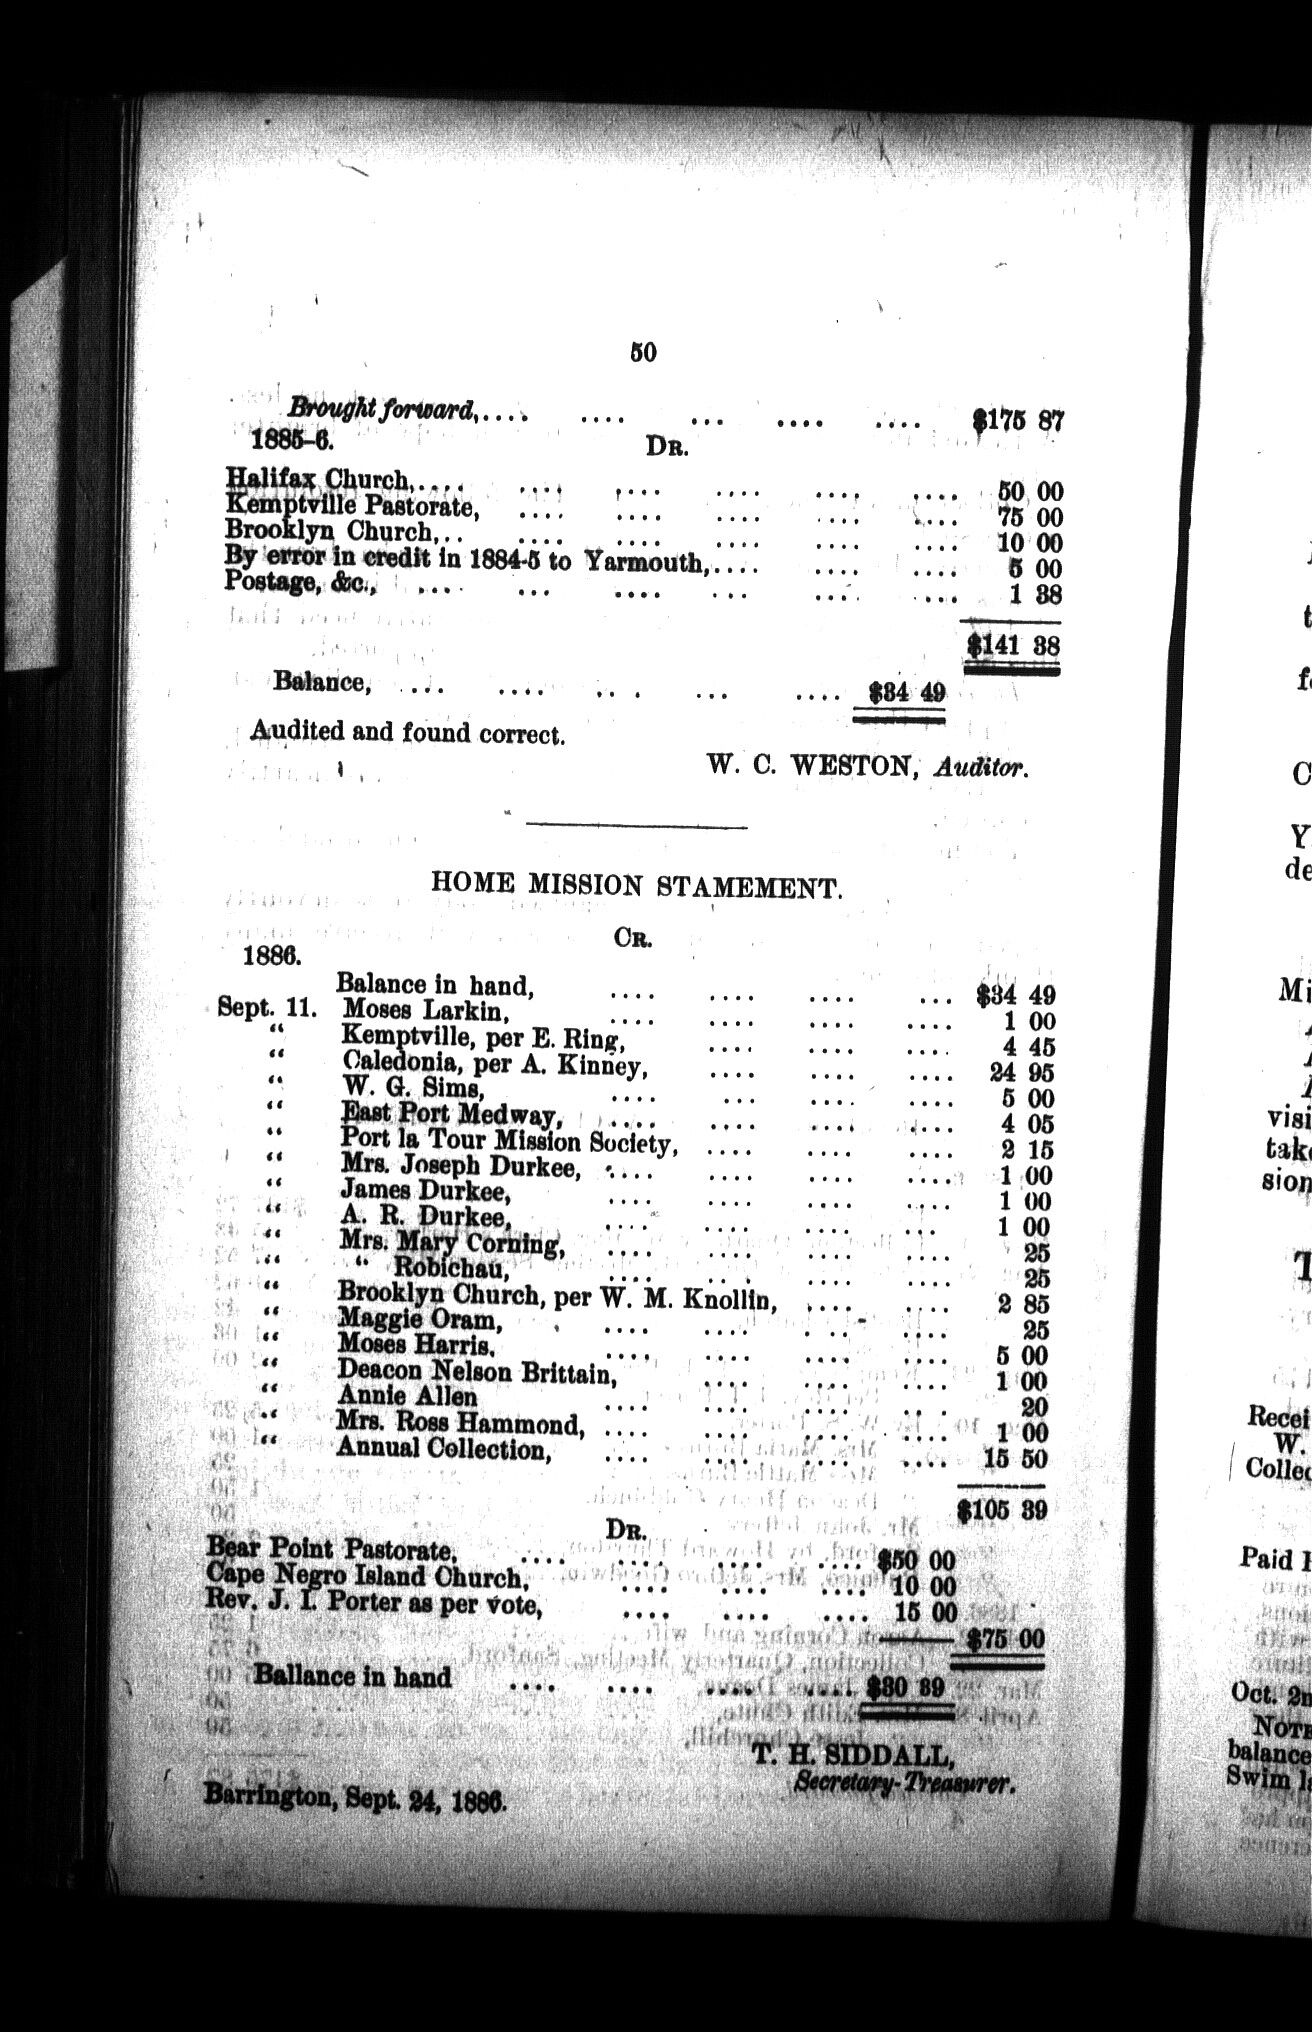 50
Brought forward,.... .... ... .... .... $175 87
1885-6. DR.
Halifax Church,.... .... .... .... .... .... 50 00
Kemptville Pastorate, .... .... .... .... .... 75 00
Brooklyn Church,.. .... .... .... .... .... 10 00
By error in credit in 1884-5 to Yarmouth,.... .... .... 5 00
Postage, &c., .... ... .... ... .... .... 1 38
$141 38
Balance, .... .... .... ... .... $34 49
Audited and found correct.
W. C. WESTON, Auditor.
HOME MISSION STAMEMENT.
CR.
1886.
Balance in hand, .... .... .... ... $34 49
Sept. 11. Moses Larkin, .... .... .... .... 1 00
“ Kemptville, per E. Ring, .... .... .... 4 45
“ Caledonia, per A. Kinney, .... .... .... 24 95
“ W. G. Sims, .... ... .... .... 5 00
“ East Port Medway, .... .... .... .... 4 05
“ Port la Tour Mission Society, .... .... .... 2 15
“ Mrs. Joseph Durkee, .... .... .... .... 1 00
“ James Durkee, .... .... .... .... 1 00
“ A. R. Durkee, .... .... .... ... 1 00
“ Mrs. Mary Corning, .... .... .... .... 25
“ “ Robichau, .... .... .... .... 25
“ Brooklyn Church, per W. M. Knollin, .... .... 2 85
“ Maggie Oram, .... .... .... .... 25
“ Moses Harris, .... .... .... .... 5 00
“ Deacon Nelson Brittain, .... .... .... 1 00
“ Annie Allen .... .... .... .... 20
“ Mrs. Ross Hammond, .... .... .... .... 1 00
“ Annual Collection, .... .... .... .... 15 50
$105 39
DR.
Bear Point Pastorate, .... .... .... .... $50 00
Cape Negro Island Church, .... .... .... 10 00
Rev. J. I. Porter as per vote, .... .... .... 15 00
$75 00
Ballance in hand .... .... .... .... $30 39
T. H. SIDDALL,
Secretary-Treasurer.
Barrington, Sept. 24, 1886.